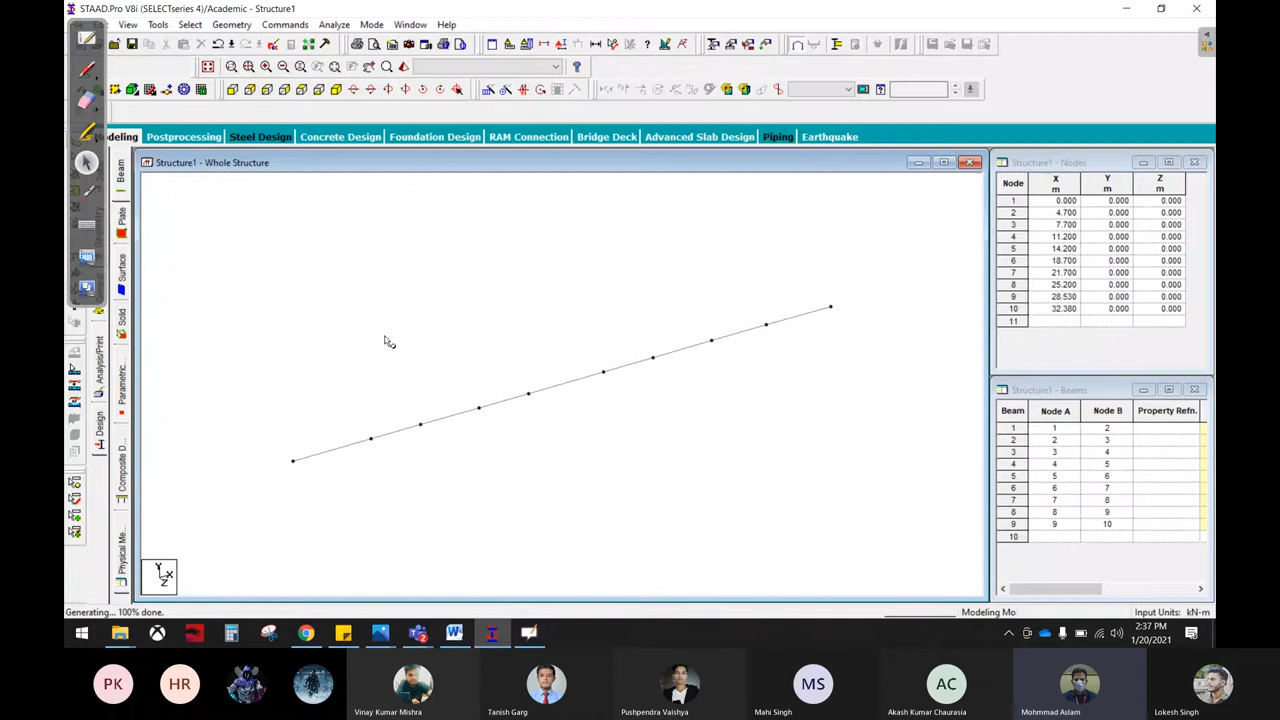 STAAD.Pro V8i (SELECTseries 4)/Academic - Structure1
View Tools Select Geometry Commands Analyze Mode Window Help
Modeling Postprocessing Steel Design Concrete Design Foundation Design RAM Connection Bridge Deck Advanced Slab Design Piping Earthquake
Structure1 - Whole Structure
Beam
Plate
Surface
Solid
Parametric...
Composite D...
Physical Me...
Analysis/Print
Design
Y
X
Z
Structure1 - Nodes
Node X m Y m Z m
1 0.000 0.000 0.000
2 4.700 0.000 0.000
3 7.700 0.000 0.000
4 11.200 0.000 0.000
5 14.200 0.000 0.000
6 18.700 0.000 0.000
7 21.700 0.000 0.000
8 25.200 0.000 0.000
9 28.530 0.000 0.000
10 32.380 0.000 0.000
11
Structure1 - Beams
Beam Node A Node B Property Refn.
1 1 2
2 2 3
3 3 4
4 4 5
5 5 6
6 6 7
7 7 8
8 8 9
9 9 10
10
Generating... 100% done.
Modeling Mo
Input Units: kN-m
2:37 PM
1/20/2021
PK
HR
MS
AC
Vinay Kumar Mishra
Tanish Garg
Pushpendra Vaishya
Mahi Singh
Akash Kumar Chaurasia
Mohmmad Aslam
Lokesh Singh